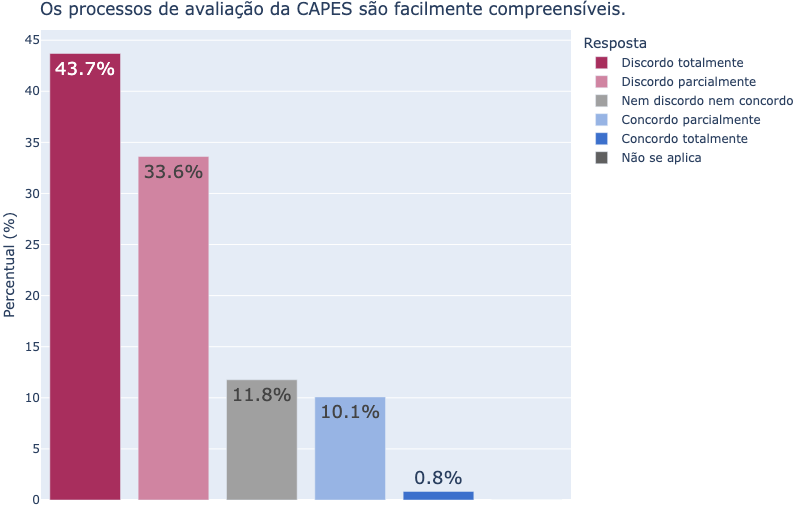 Os processos de avaliação da CAPES são facilmente compreensíveis.
Percentual (%)
45
40
35
30
25
20
15
10
5
0
43.7%
33.6%
11.8%
10.1%
0.8%
Resposta
Discordo totalmente
Discordo parcialmente
Nem discordo nem concordo
Concordo parcialmente
Concordo totalmente
Não se aplica